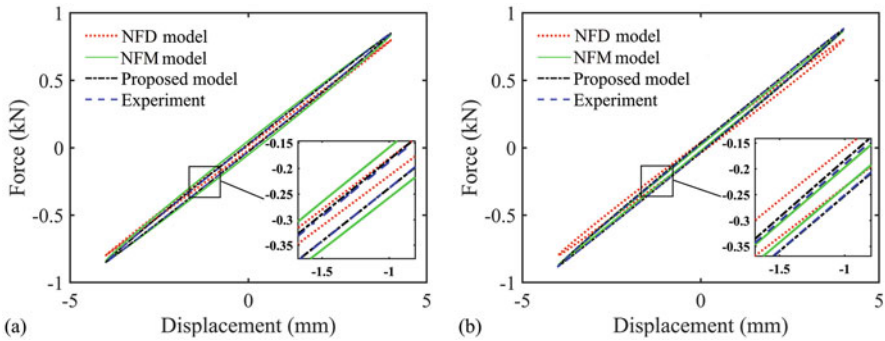 1
0.5
0
-0.5
-1
-5
0
5
Force (kN)
Displacement (mm)
NFD model
NFM model
Proposed model
Experiment
-0.15
-0.2
-0.25
-0.3
-0.35
-1.5
-1
(a)
1
0.5
0
-0.5
-1
-5
0
5
Force (kN)
Displacement (mm)
NFD model
NFM model
Proposed model
Experiment
-0.15
-0.2
-0.25
-0.3
-0.35
-1.5
-1
(b)